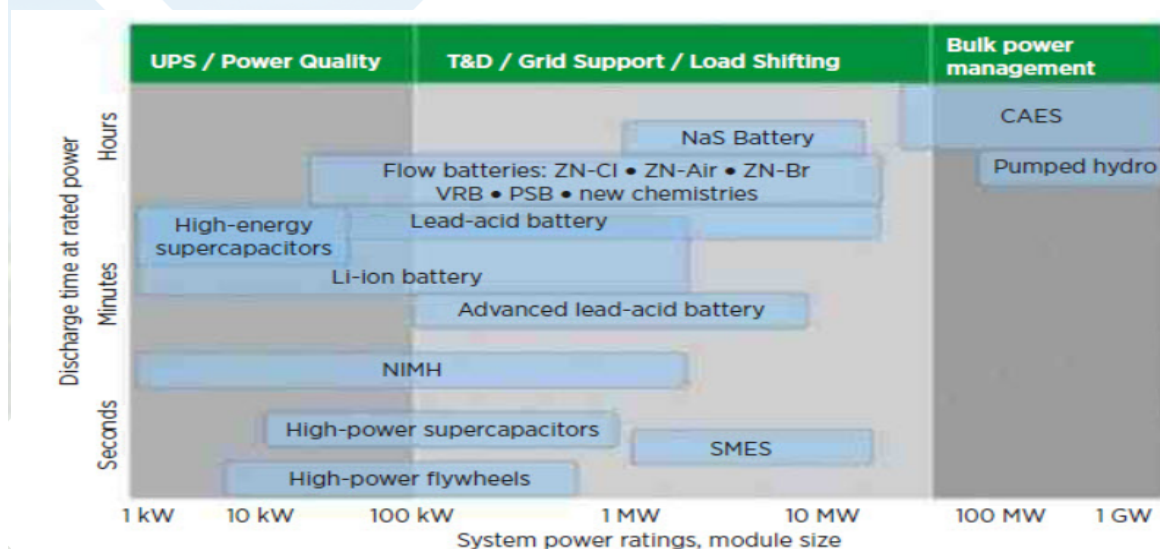 UPS / Power Quality
T&D / Grid Support / Load Shifting
Bulk power
management
Discharge time at rated power
Hours
Minutes
Seconds
CAES
NaS Battery
Pumped hydro
Flow batteries: ZN-Cl • ZN-Air • ZN-Br
VRB • PSB • new chemistries
High-energy
supercapacitors
Lead-acid battery
Li-ion battery
Advanced lead-acid battery
NIMH
High-power supercapacitors
SMES
High-power flywheels
1 kW 10 kW 100 kW 1 MW 10 MW 100 MW 1 GW
System power ratings, module size